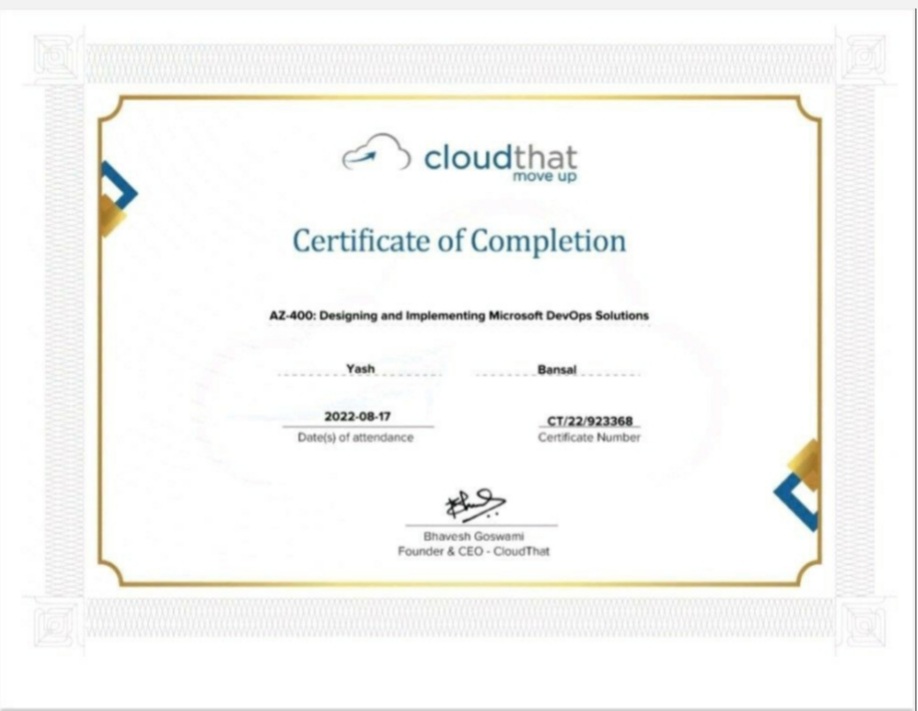 cloudthat
move up
Certificate of Completion
AZ-400: Designing and Implementing Microsoft DevOps Solutions
Yash Bansal
2022-08-17 CT/22/923368
Date(s) of attendance Certificate Number
Bhavesh Goswami
Founder & CEO - CloudThat